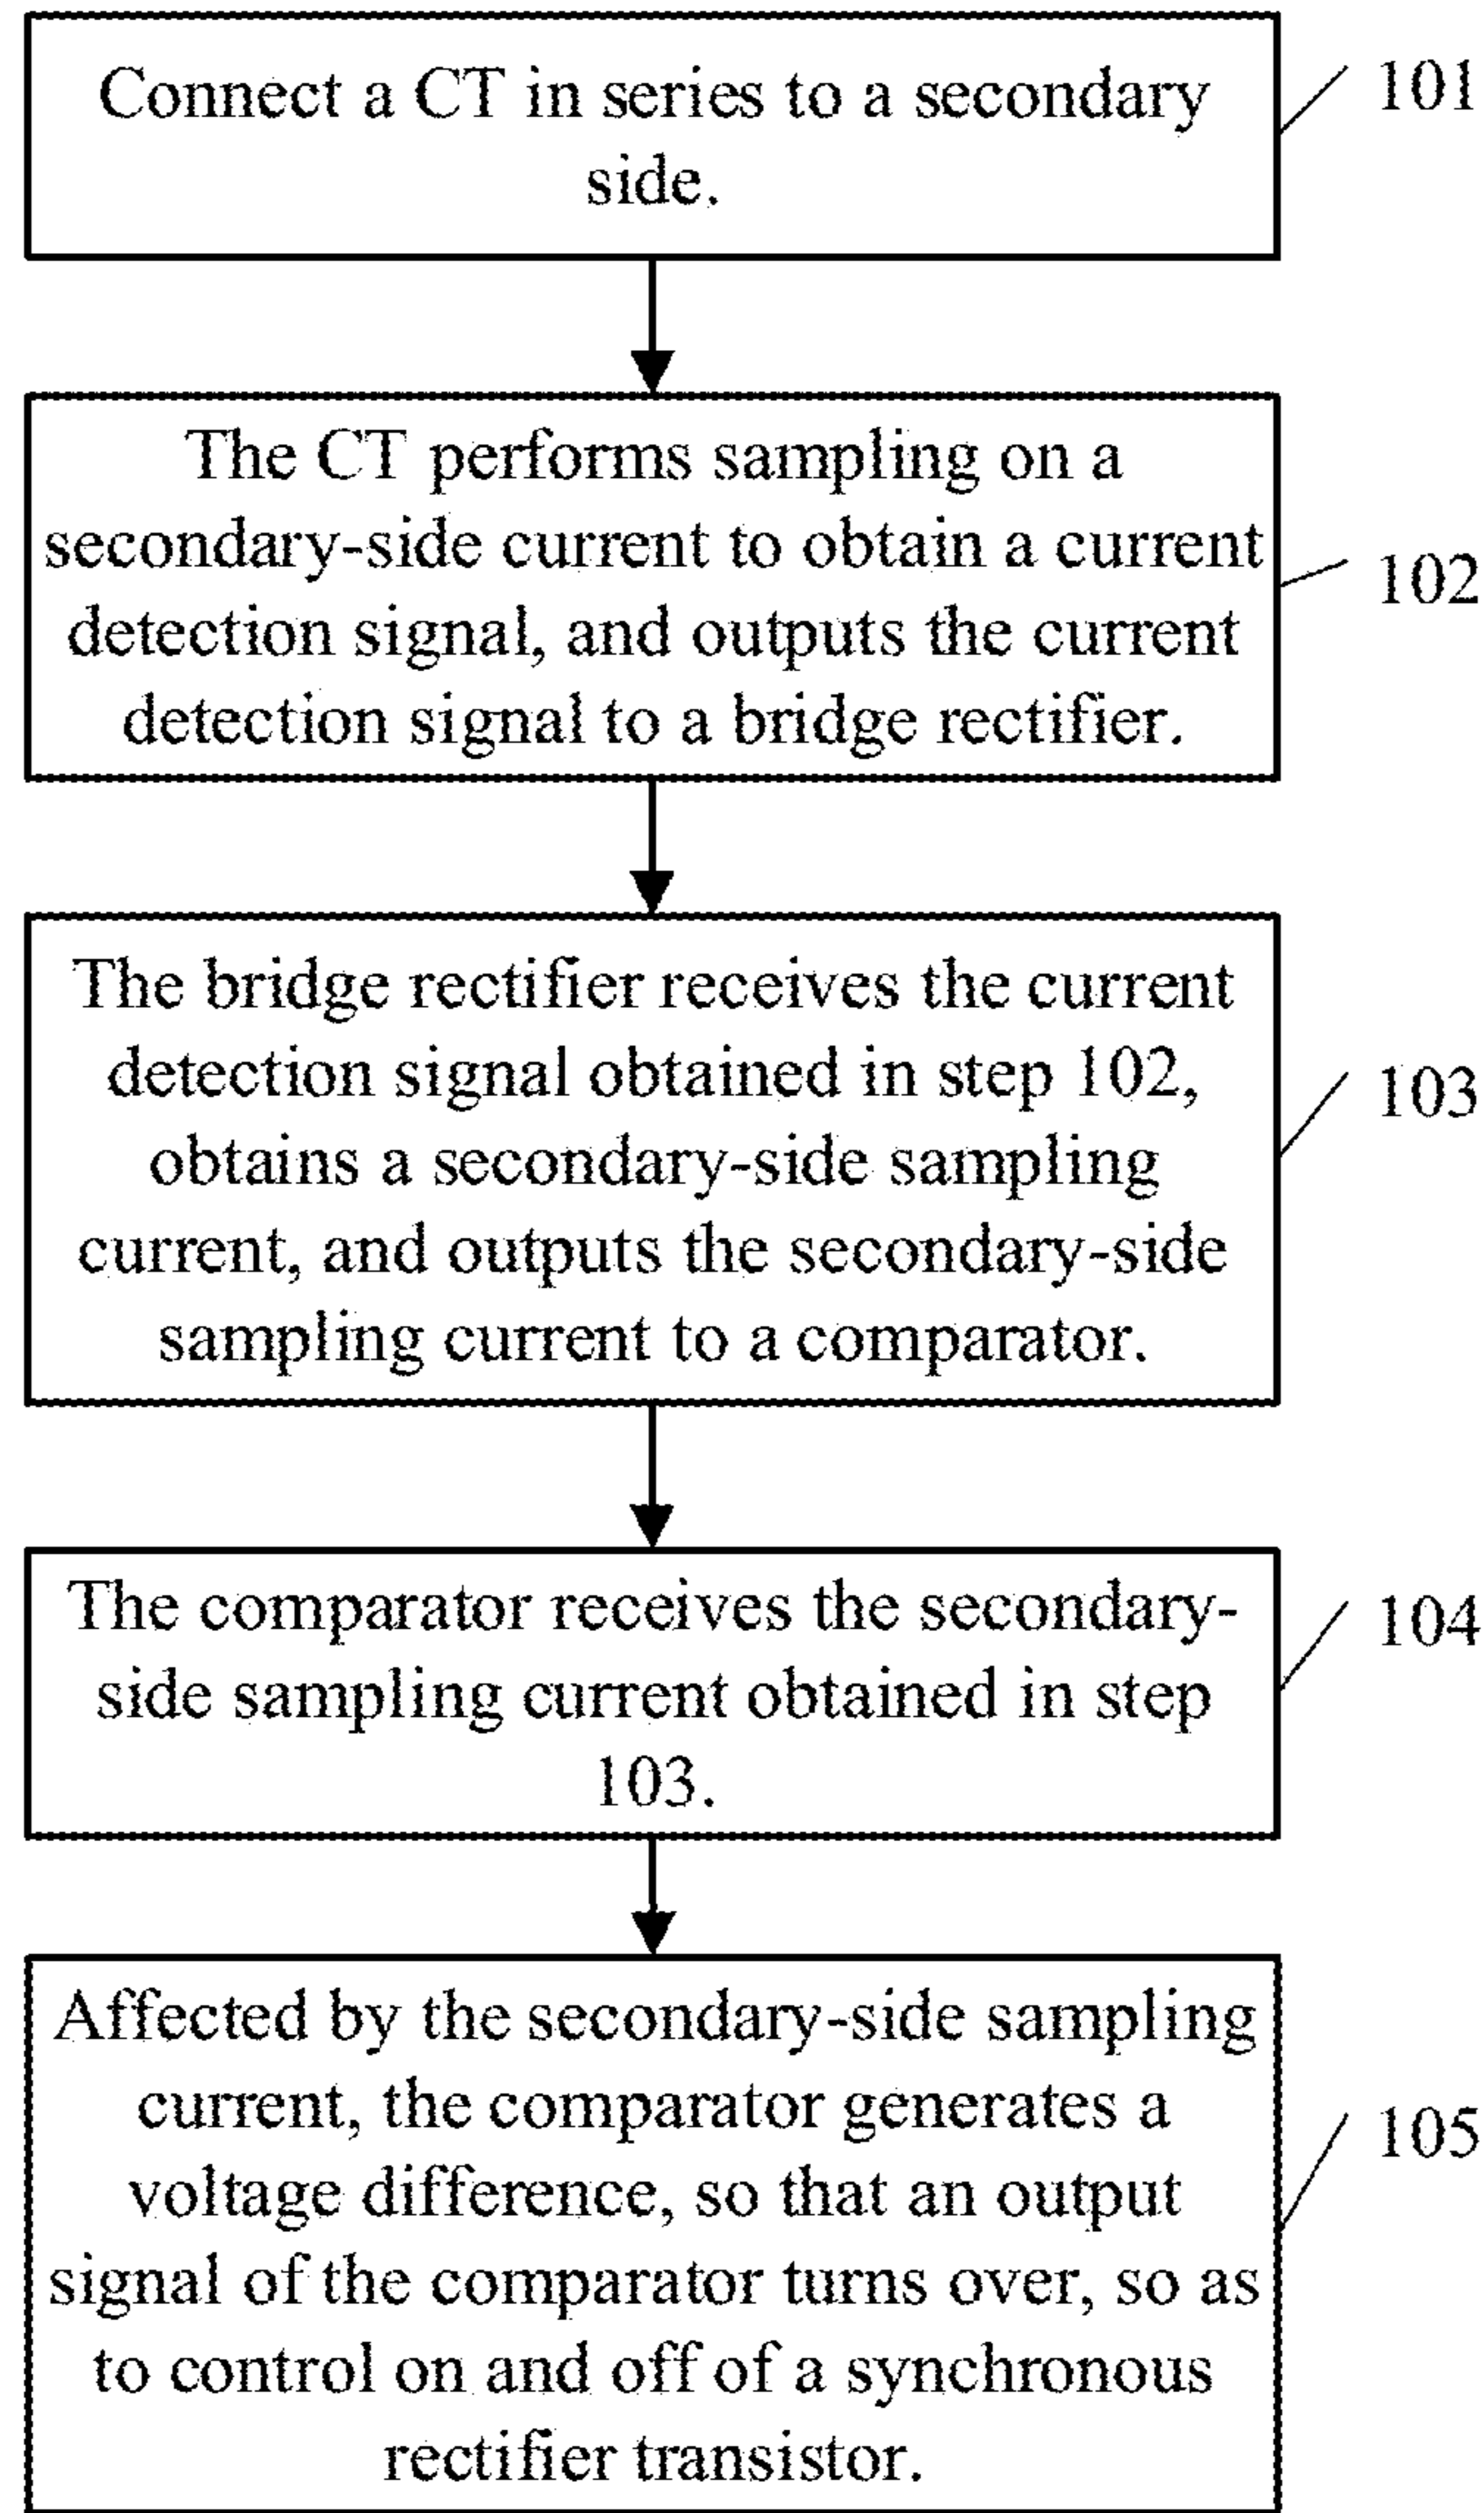 Connect a CT in series to a secondary
side.
101
The CT performs sampling on a
secondary-side current to obtain a current
detection signal, and outputs the current
detection signal to a bridge rectifier.
102
The bridge rectifier receives the current
detection signal obtained in step 102,
obtains a secondary-side sampling
current, and outputs the secondary-side
sampling current to a comparator.
103
The comparator receives the secondary-
side sampling current obtained in step
103.
104
Affected by the secondary-side sampling
current, the comparator generates a
voltage difference, so that an output
signal of the comparator turns over, so as
to control on and off of a synchronous
rectifier transistor.
105